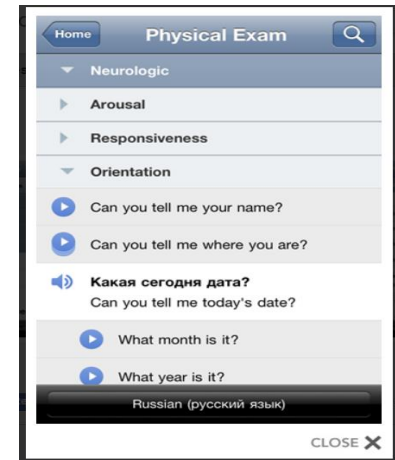 Home
Physical Exam
Neurologic
Arousal
Responsiveness
Orientation
Can you tell me your name?
Can you tell me where you are?
Какая сегодня дата?
Can you tell me today's date?
What month is it?
What year is it?
Russian (русский язык)
CLOSE